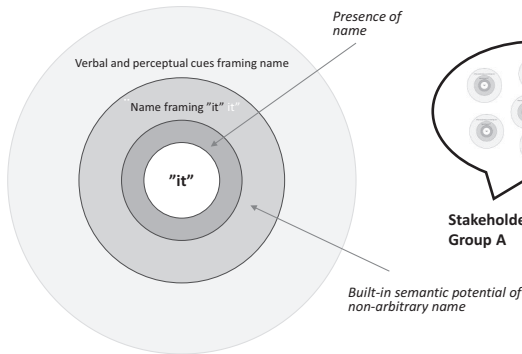 Presence of
name
Verbal and perceptual cues framing name
Name framing ”it” it”
”it”
Stakeholde
Group A
Built-in semantic potential of
non-arbitrary name